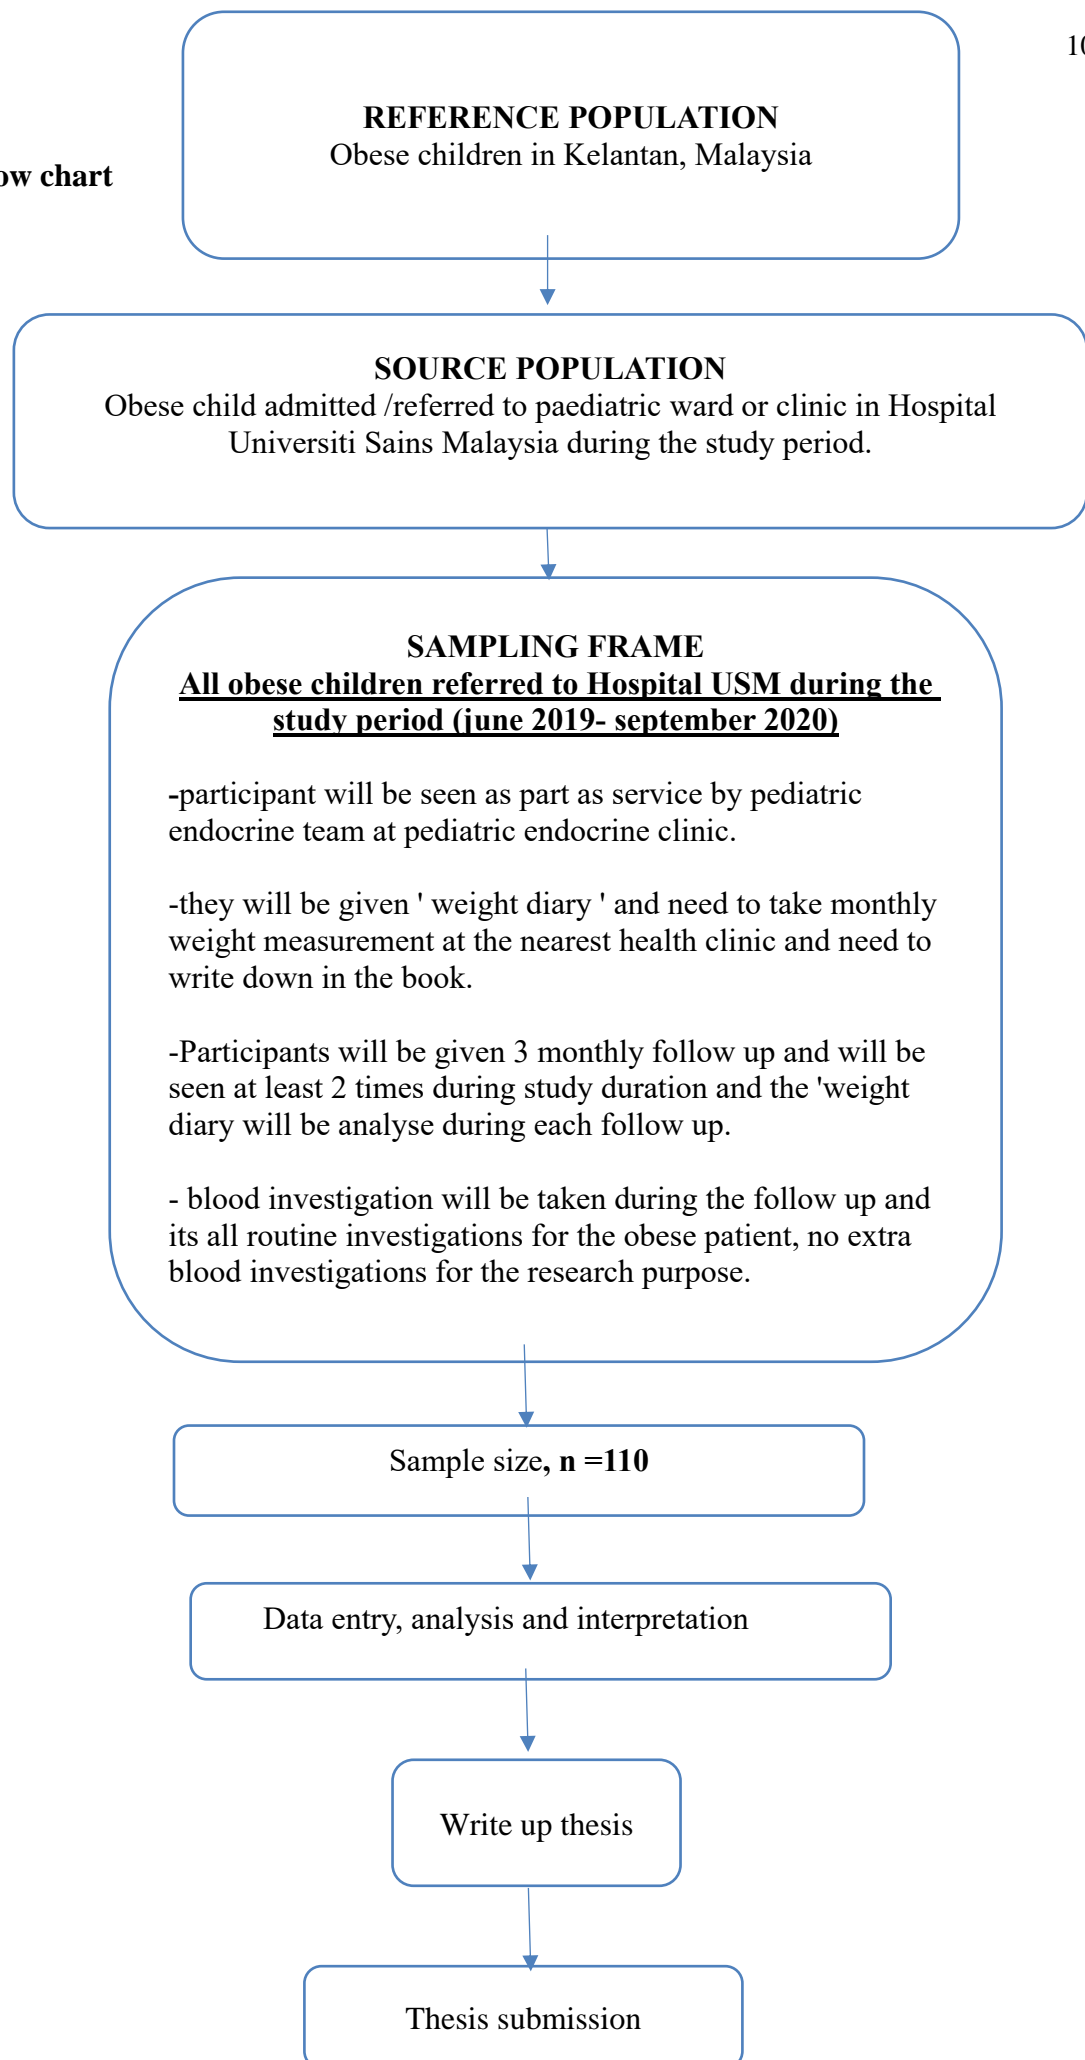 10
ow chart
REFERENCE POPULATION
Obese children in Kelantan, Malaysia
SOURCE POPULATION
Obese child admitted /referred to paediatric ward or clinic in Hospital
Universiti Sains Malaysia during the study period.
SAMPLING FRAME
All obese children referred to Hospital USM during the
study period (june 2019- september 2020)
-participant will be seen as part as service by pediatric
endocrine team at pediatric endocrine clinic.
-they will be given ' weight diary ' and need to take monthly
weight measurement at the nearest health clinic and need to
write down in the book.
-Participants will be given 3 monthly follow up and will be
seen at least 2 times during study duration and the 'weight
diary will be analyse during each follow up.
- blood investigation will be taken during the follow up and
its all routine investigations for the obese patient, no extra
blood investigations for the research purpose.
Sample size, n =110
Data entry, analysis and interpretation
Write up thesis
Thesis submission